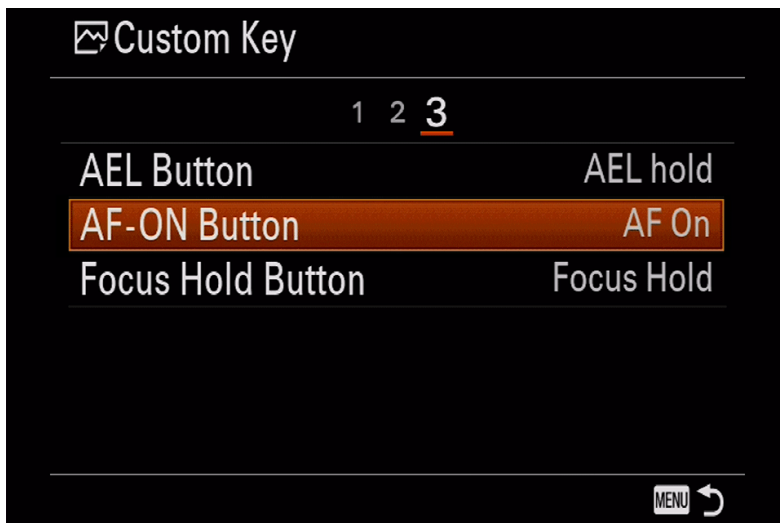 Custom Key
1 2 3
AEL Button AEL hold
AF-ON Button AF On
Focus Hold Button Focus Hold
MENU